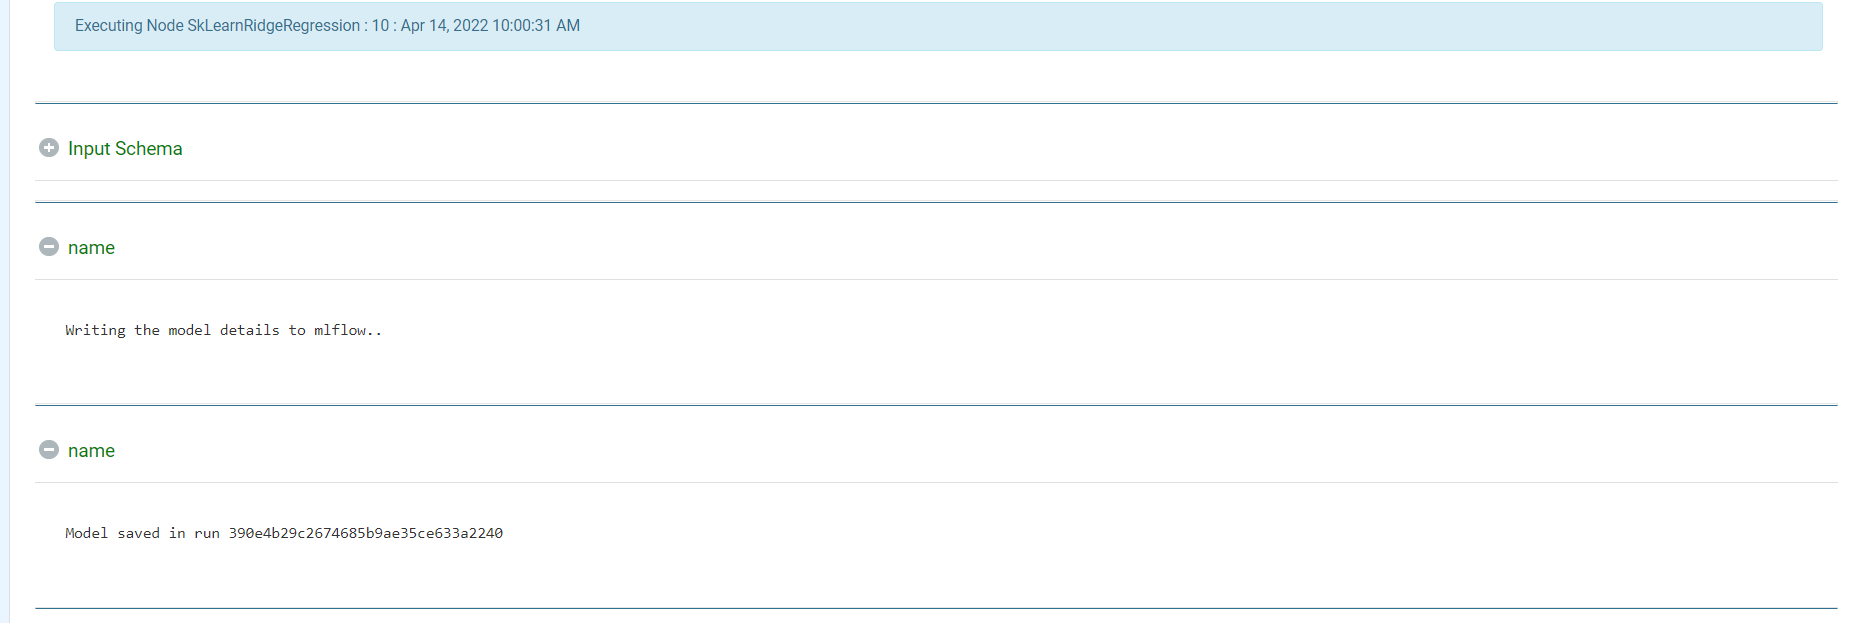 Executing Node SkLearnRidgeRegression : 10 : Apr 14, 2022 10:00:31 AM
Input Schema
name
Writing the model details to mlflow..
name
Model saved in run 390e4b29c2674685b9ae35ce633a2240